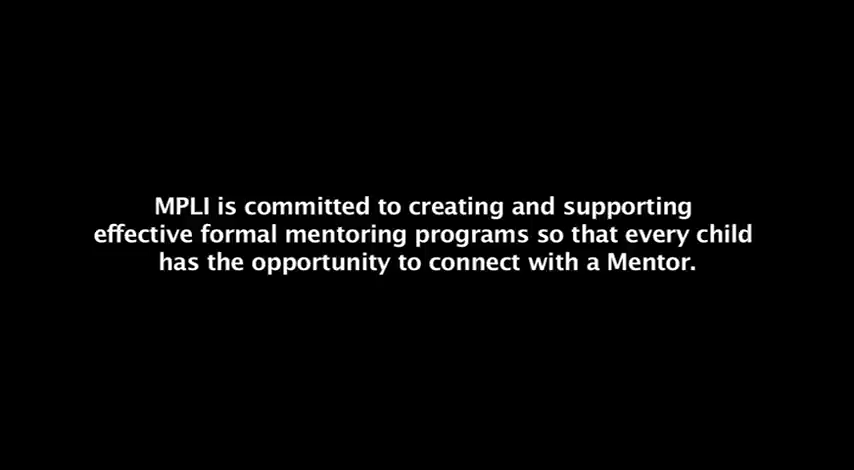 MPLI is committed to creating and supporting
effective formal mentoring programs so that every child
has the opportunity to connect with a Mentor.